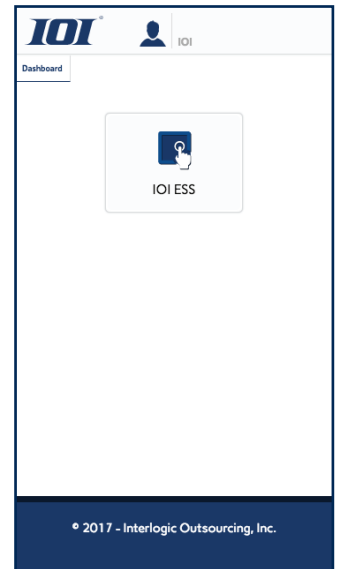 IOI®
IOI
Dashboard
IOI ESS
© 2017 - Interlogic Outsourcing, Inc.